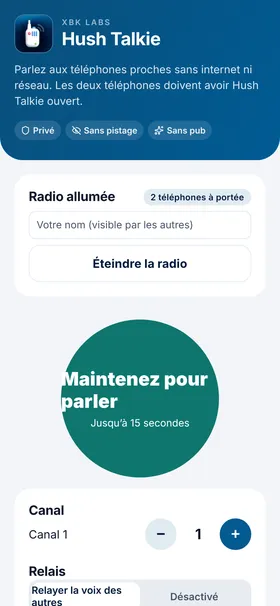 XBK LABS
Hush Talkie
Parlez aux téléphones proches sans internet ni
réseau. Les deux téléphones doivent avoir Hush
Talkie ouvert.
Privé
Sans pistage
Sans pub
Radio allumée
2 téléphones à portée
Votre nom (visible par les autres)
Éteindre la radio
Maintenez pour
parler
Jusqu'à 15 secondes
Canal
Canal 1
−
1
+
Relais
Relayer la voix des
autres
Désactivé